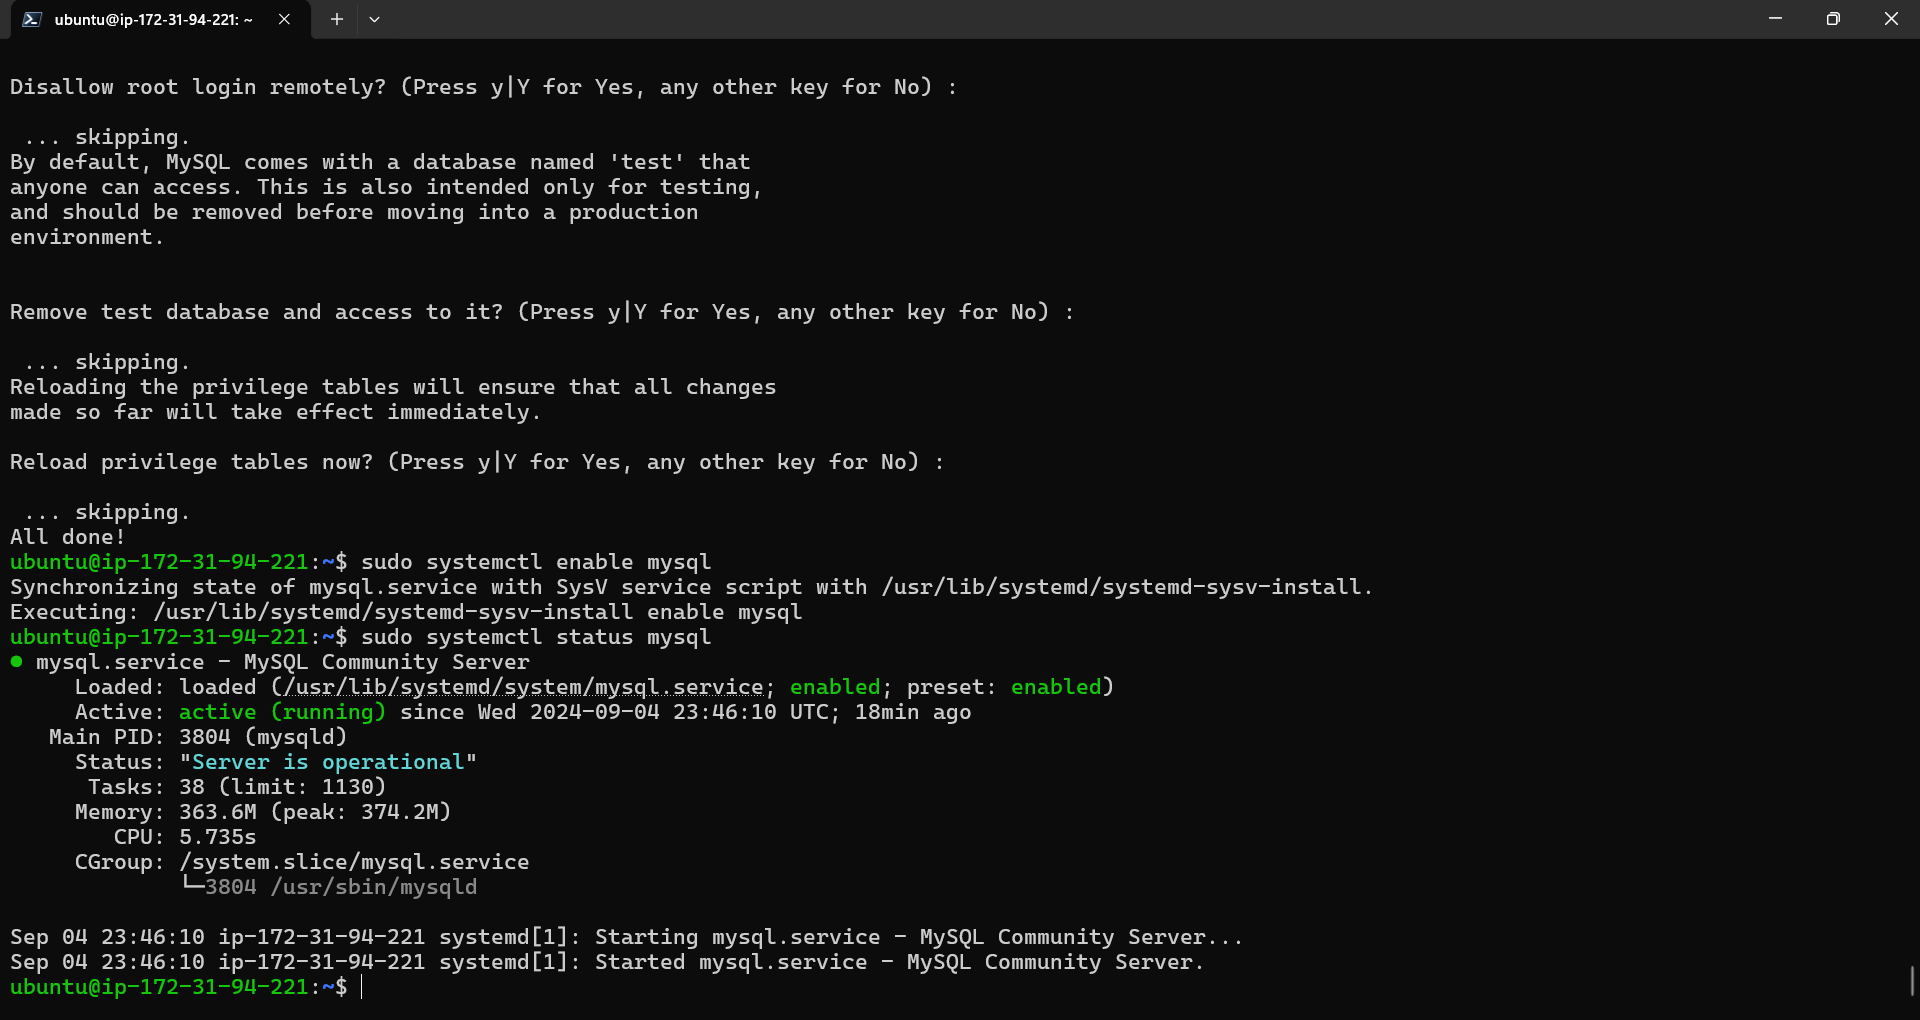 ubuntu@ip-172-31-94-221: ~
Disallow root login remotely? (Press y|Y for Yes, any other key for No) :
 ... skipping.
By default, MySQL comes with a database named 'test' that
anyone can access. This is also intended only for testing,
and should be removed before moving into a production
environment.
Remove test database and access to it? (Press y|Y for Yes, any other key for No) :
 ... skipping.
Reloading the privilege tables will ensure that all changes
made so far will take effect immediately.
Reload privilege tables now? (Press y|Y for Yes, any other key for No) :
 ... skipping.
All done!
ubuntu@ip-172-31-94-221:~$ sudo systemctl enable mysql
Synchronizing state of mysql.service with SysV service script with /usr/lib/systemd/systemd-sysv-install.
Executing: /usr/lib/systemd/systemd-sysv-install enable mysql
ubuntu@ip-172-31-94-221:~$ sudo systemctl status mysql
● mysql.service - MySQL Community Server
     Loaded: loaded (/usr/lib/systemd/system/mysql.service; enabled; preset: enabled)
     Active: active (running) since Wed 2024-09-04 23:46:10 UTC; 18min ago
   Main PID: 3804 (mysqld)
     Status: "Server is operational"
      Tasks: 38 (limit: 1130)
     Memory: 363.6M (peak: 374.2M)
        CPU: 5.735s
     CGroup: /system.slice/mysql.service
             └─3804 /usr/sbin/mysqld
Sep 04 23:46:10 ip-172-31-94-221 systemd[1]: Starting mysql.service - MySQL Community Server...
Sep 04 23:46:10 ip-172-31-94-221 systemd[1]: Started mysql.service - MySQL Community Server.
ubuntu@ip-172-31-94-221:~$